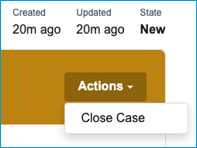 Created Updated State
20m ago 20m ago New
Actions
Close Case